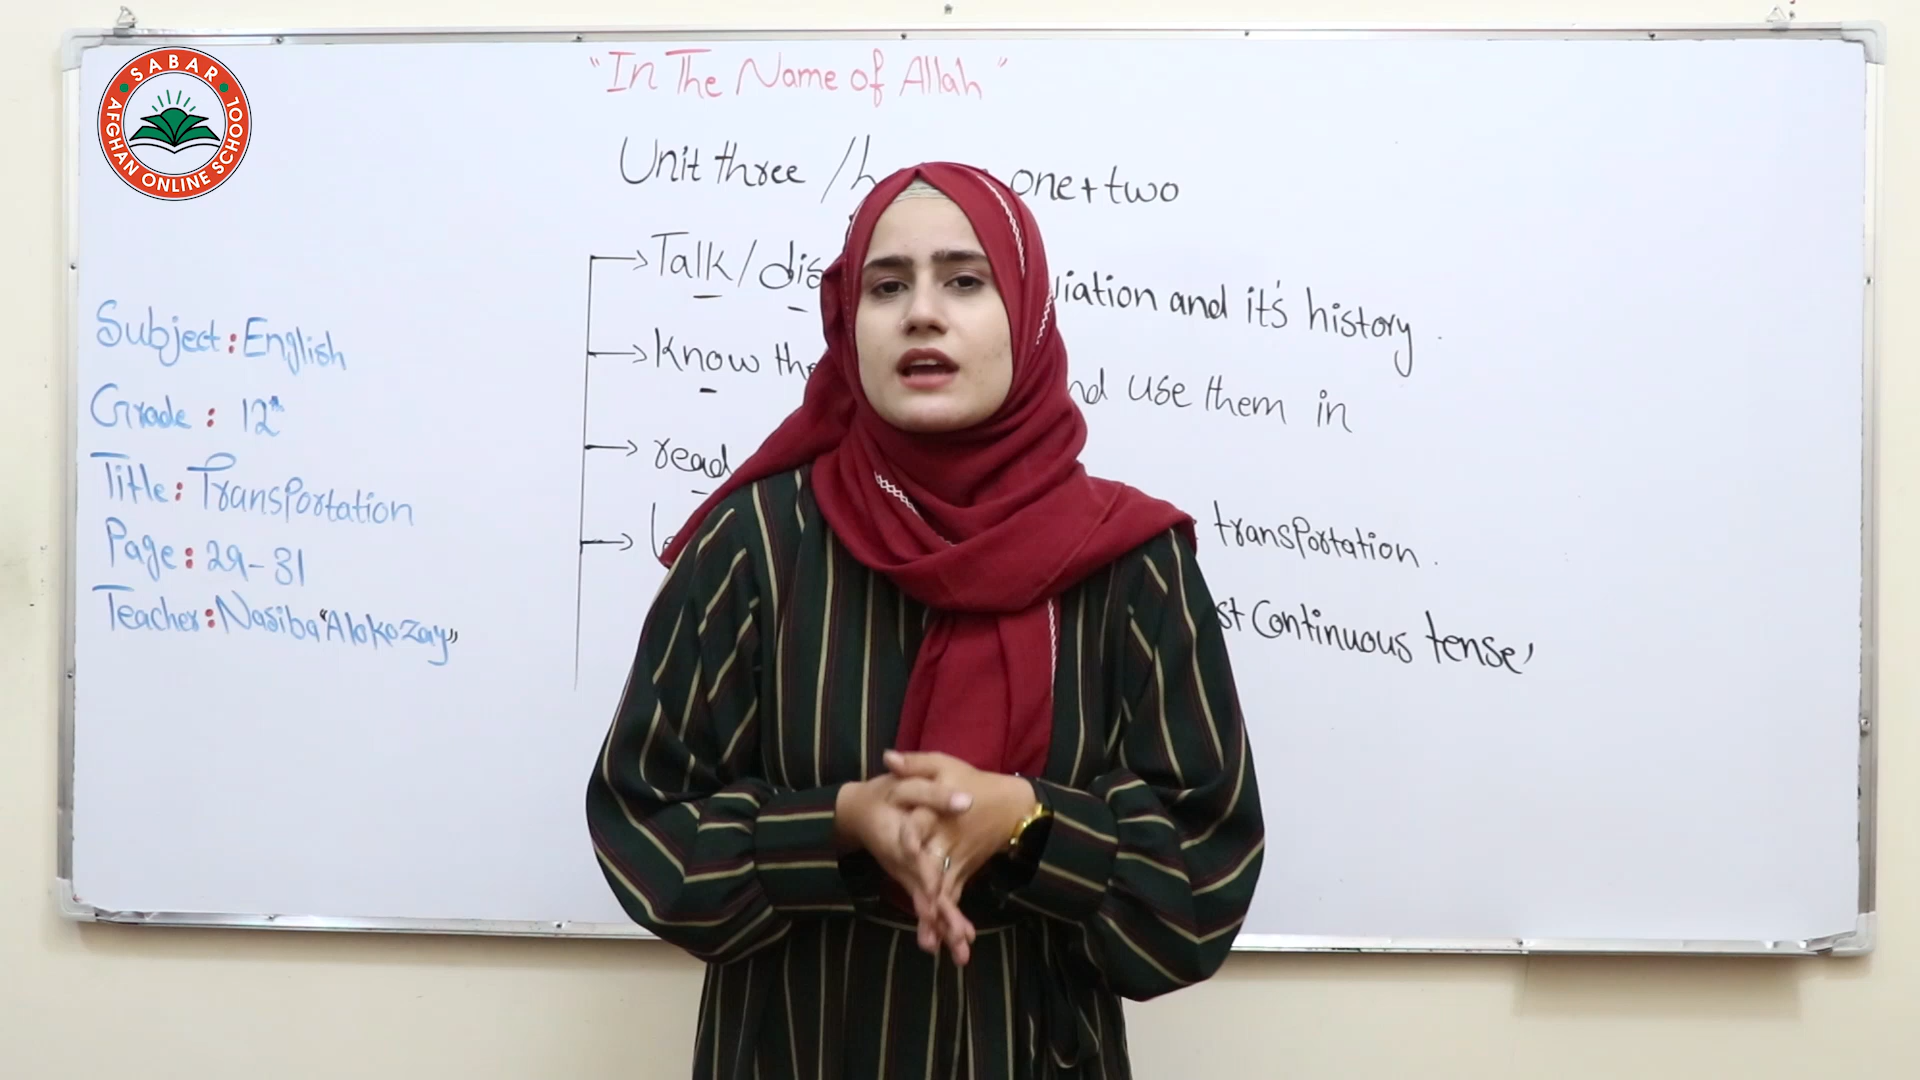 SABAR
AFGHAN ONLINE SCHOOL
"In The Name of Allah"
Unit three / one + two
Talk / iation and it's history.
Know nd use them in
read
transportation.
st Continuous tense'
Subject: English
Grade: 12th
Title: Transportation
Page: 29-31
Teacher: Nasiba "Alokozay"